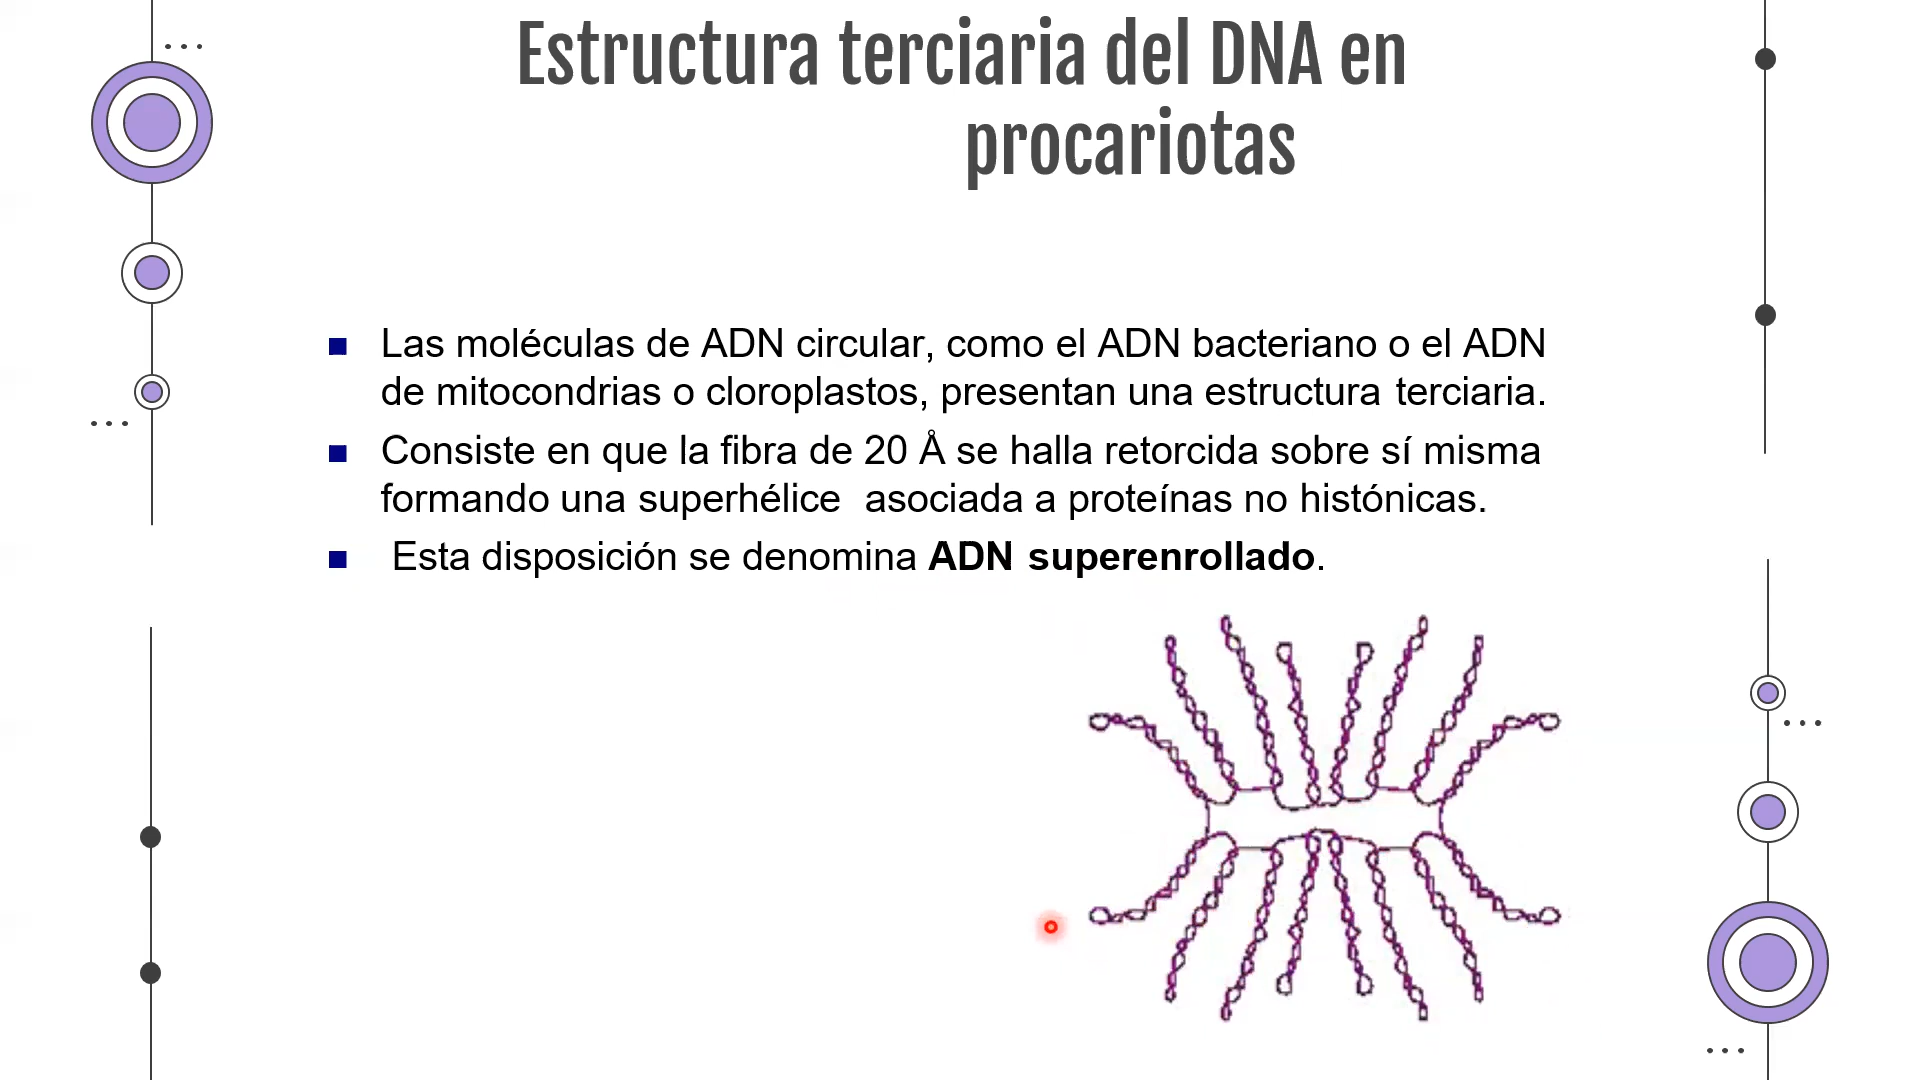 Estructura terciaria del DNA en
procariotas
Las moléculas de ADN circular, como el ADN bacteriano o el ADN
de mitocondrias o cloroplastos, presentan una estructura terciaria.
Consiste en que la fibra de 20 Å se halla retorcida sobre sí misma
formando una superhélice asociada a proteínas no histónicas.
Esta disposición se denomina ADN superenrollado.